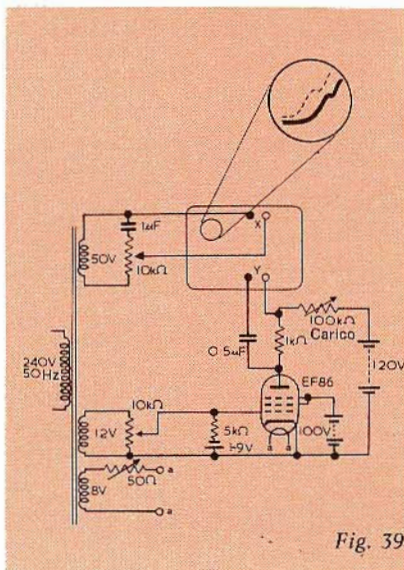 1µF
X
50V
10kΩ
Y
100kΩ
Carico
1kΩ
0·5µF
120V
240V
50Hz
EF86
10kΩ
12V
5kΩ
100V
1·9V
a a
8V
50Ω
a
a
Fig. 39